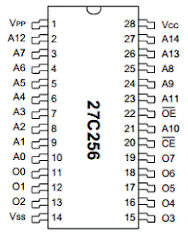 VPP 1 28 Vcc
A12 2 27 A14
A7 3 26 A13
A6 4 25 A8
A5 5 24 A9
A4 6 23 A11
A3 7 22 OE
A2 8 21 A10
A1 9 20 CE
A0 10 19 O7
O0 11 18 O6
O1 12 17 O5
O2 13 16 O4
Vss 14 15 O3
27C256